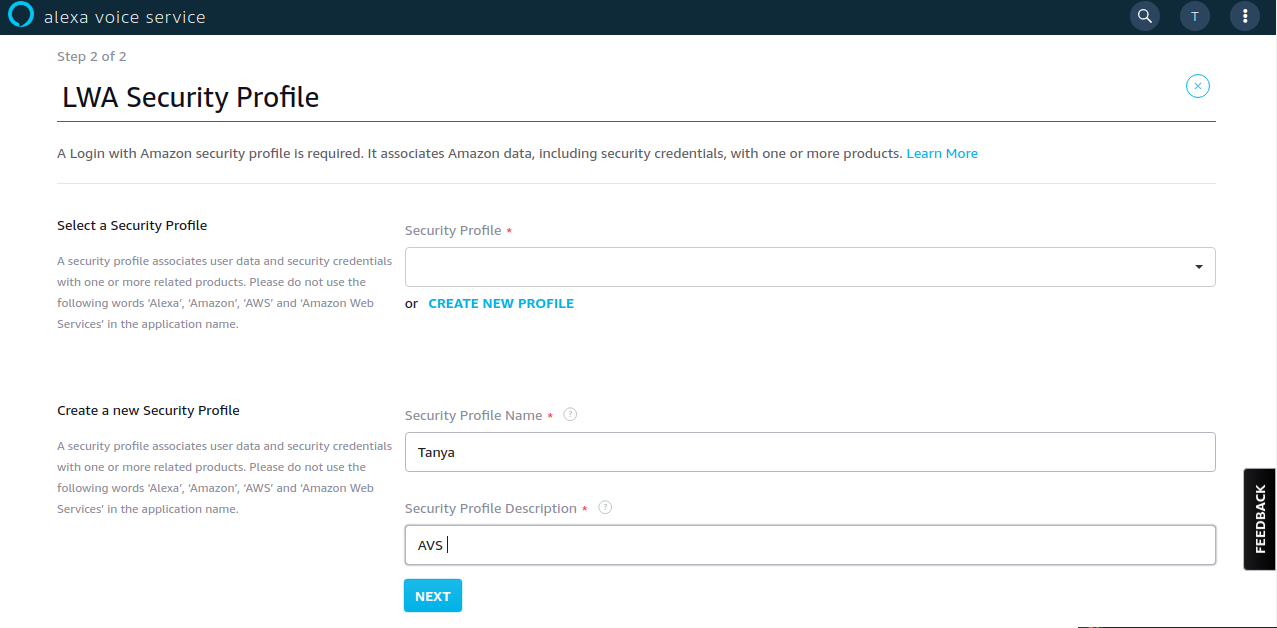 alexa voice service
T
Step 2 of 2
LWA Security Profile
A Login with Amazon security profile is required. It associates Amazon data, including security credentials, with one or more products. Learn More
Select a Security Profile
A security profile associates user data and security credentials
with one or more related products. Please do not use the
following words ‘Alexa’, ‘Amazon’, ‘AWS’ and ‘Amazon Web
Services’ in the application name.
Security Profile *
or CREATE NEW PROFILE
Create a new Security Profile
A security profile associates user data and security credentials
with one or more related products. Please do not use the
following words ‘Alexa’, ‘Amazon’, ‘AWS’ and ‘Amazon Web
Services’ in the application name.
Security Profile Name * ?
Tanya
Security Profile Description * ?
AVS
NEXT
FEEDBACK